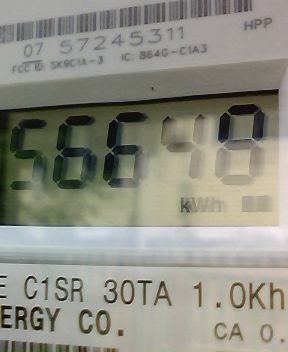 07 57245311
HPP
FCC ID: SK9C1A-3 IC: 864G-C1A3
56648
kWh
E C1SR 30TA 1.0Kh
ERGY CO.
CA 0.